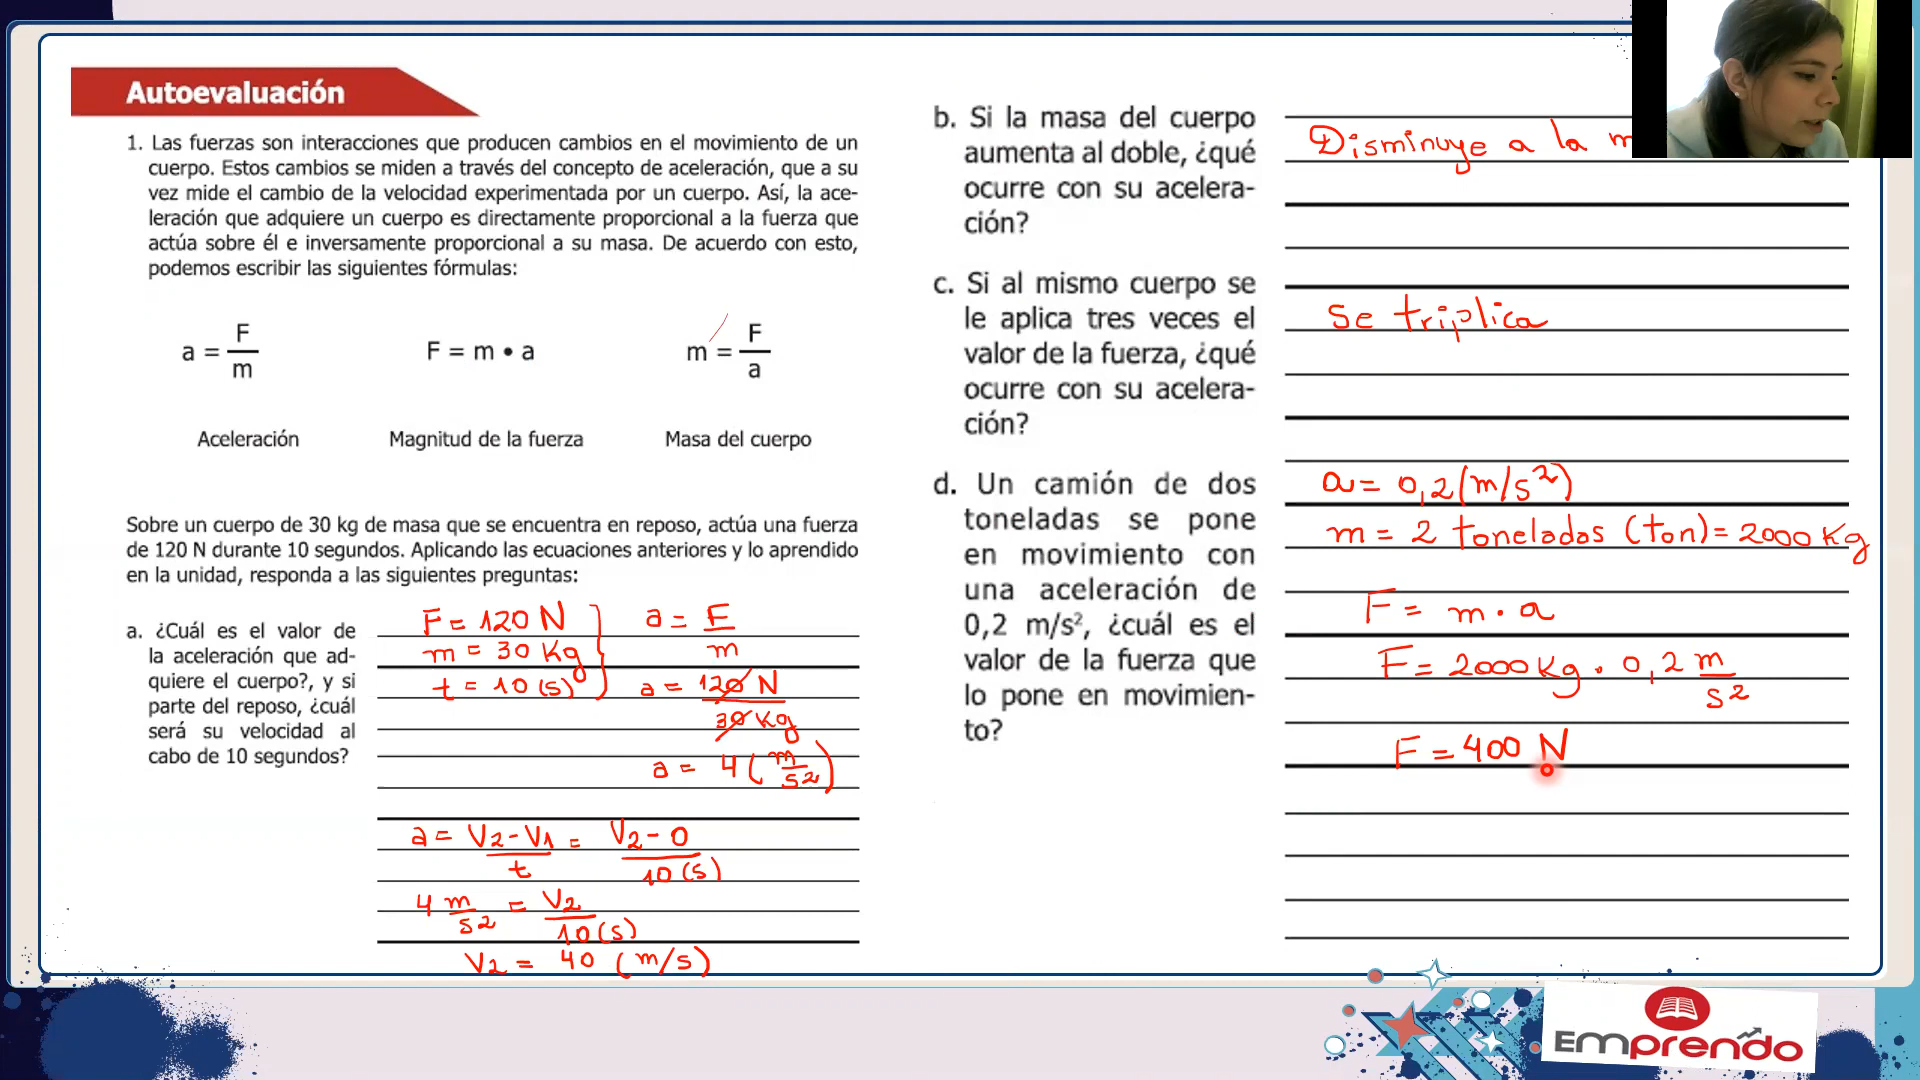 Autoevaluación
1. Las fuerzas son interacciones que producen cambios en el movimiento de un
cuerpo. Estos cambios se miden a través del concepto de aceleración, que a su
vez mide el cambio de la velocidad experimentada por un cuerpo. Así, la ace-
leración que adquiere un cuerpo es directamente proporcional a la fuerza que
actúa sobre él e inversamente proporcional a su masa. De acuerdo con esto,
podemos escribir las siguientes fórmulas:
a = F/m
F = m • a
m = F/a
Aceleración
Magnitud de la fuerza
Masa del cuerpo
Sobre un cuerpo de 30 kg de masa que se encuentra en reposo, actúa una fuerza
de 120 N durante 10 segundos. Aplicando las ecuaciones anteriores y lo aprendido
en la unidad, responda a las siguientes preguntas:
a. ¿Cuál es el valor de
la aceleración que ad-
quiere el cuerpo?, y si
parte del reposo, ¿cuál
será su velocidad al
cabo de 10 segundos?
F = 120 N
m = 30 Kg
t = 10 (s)
a = F/m
a = 120 N / 30 Kg
a = 4 (m/s2)
a = V2 - V1 / t = V2 - 0 / 10 (s)
4 m/s2 = V2 / 10 (s)
V2 = 40 (m/s)
b. Si la masa del cuerpo
aumenta al doble, ¿qué
ocurre con su acelera-
ción?
Disminuye a la
c. Si al mismo cuerpo se
le aplica tres veces el
valor de la fuerza, ¿qué
ocurre con su acelera-
ción?
Se triplica
d. Un camión de dos
toneladas se pone
en movimiento con
una aceleración de
0,2 m/s², ¿cuál es el
valor de la fuerza que
lo pone en movimien-
to?
a = 0,2 (m/s²)
m = 2 toneladas (ton) = 2000 Kg
F = m · a
F = 2000 Kg · 0,2 m/s2
F = 400 N
Emprendo